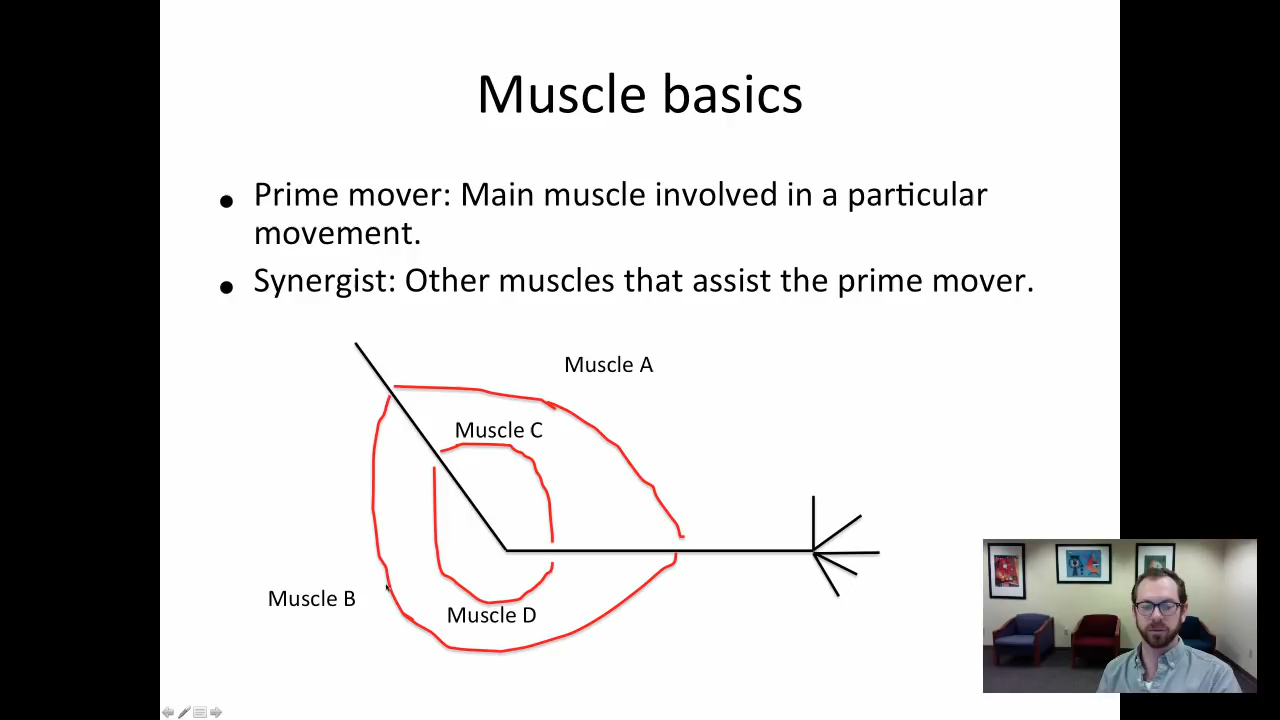 Muscle basics
• Prime mover: Main muscle involved in a particular
movement.
• Synergist: Other muscles that assist the prime mover.
Muscle A
Muscle C
Muscle B
Muscle D